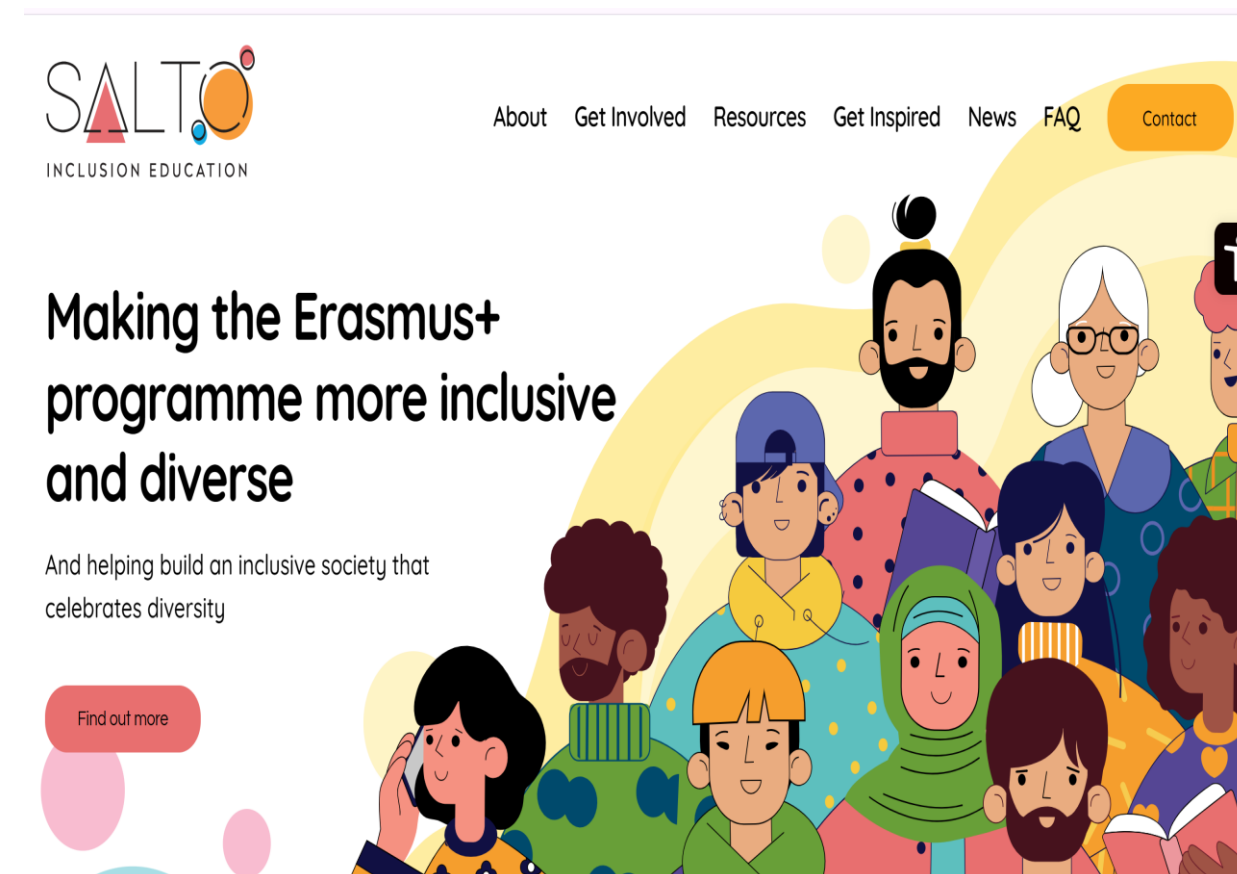 SALTO
INCLUSION EDUCATION
About Get Involved Resources Get Inspired News FAQ Contact
Making the Erasmus+
programme more inclusive
and diverse
And helping build an inclusive society that
celebrates diversity
Find out more